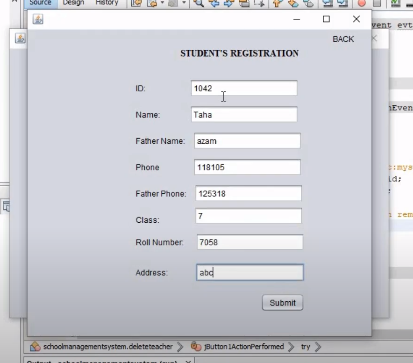 Source Design History
BACK
STUDENT'S REGISTRATION
ID: 1042
Name: Taha
Father Name: azam
Phone 118105
Father Phone: 125318
Class: 7
Roll Number: 7058
Address: abc
Submit
schoolmanagementsystem.deleteteacher jButton1ActionPerformed try